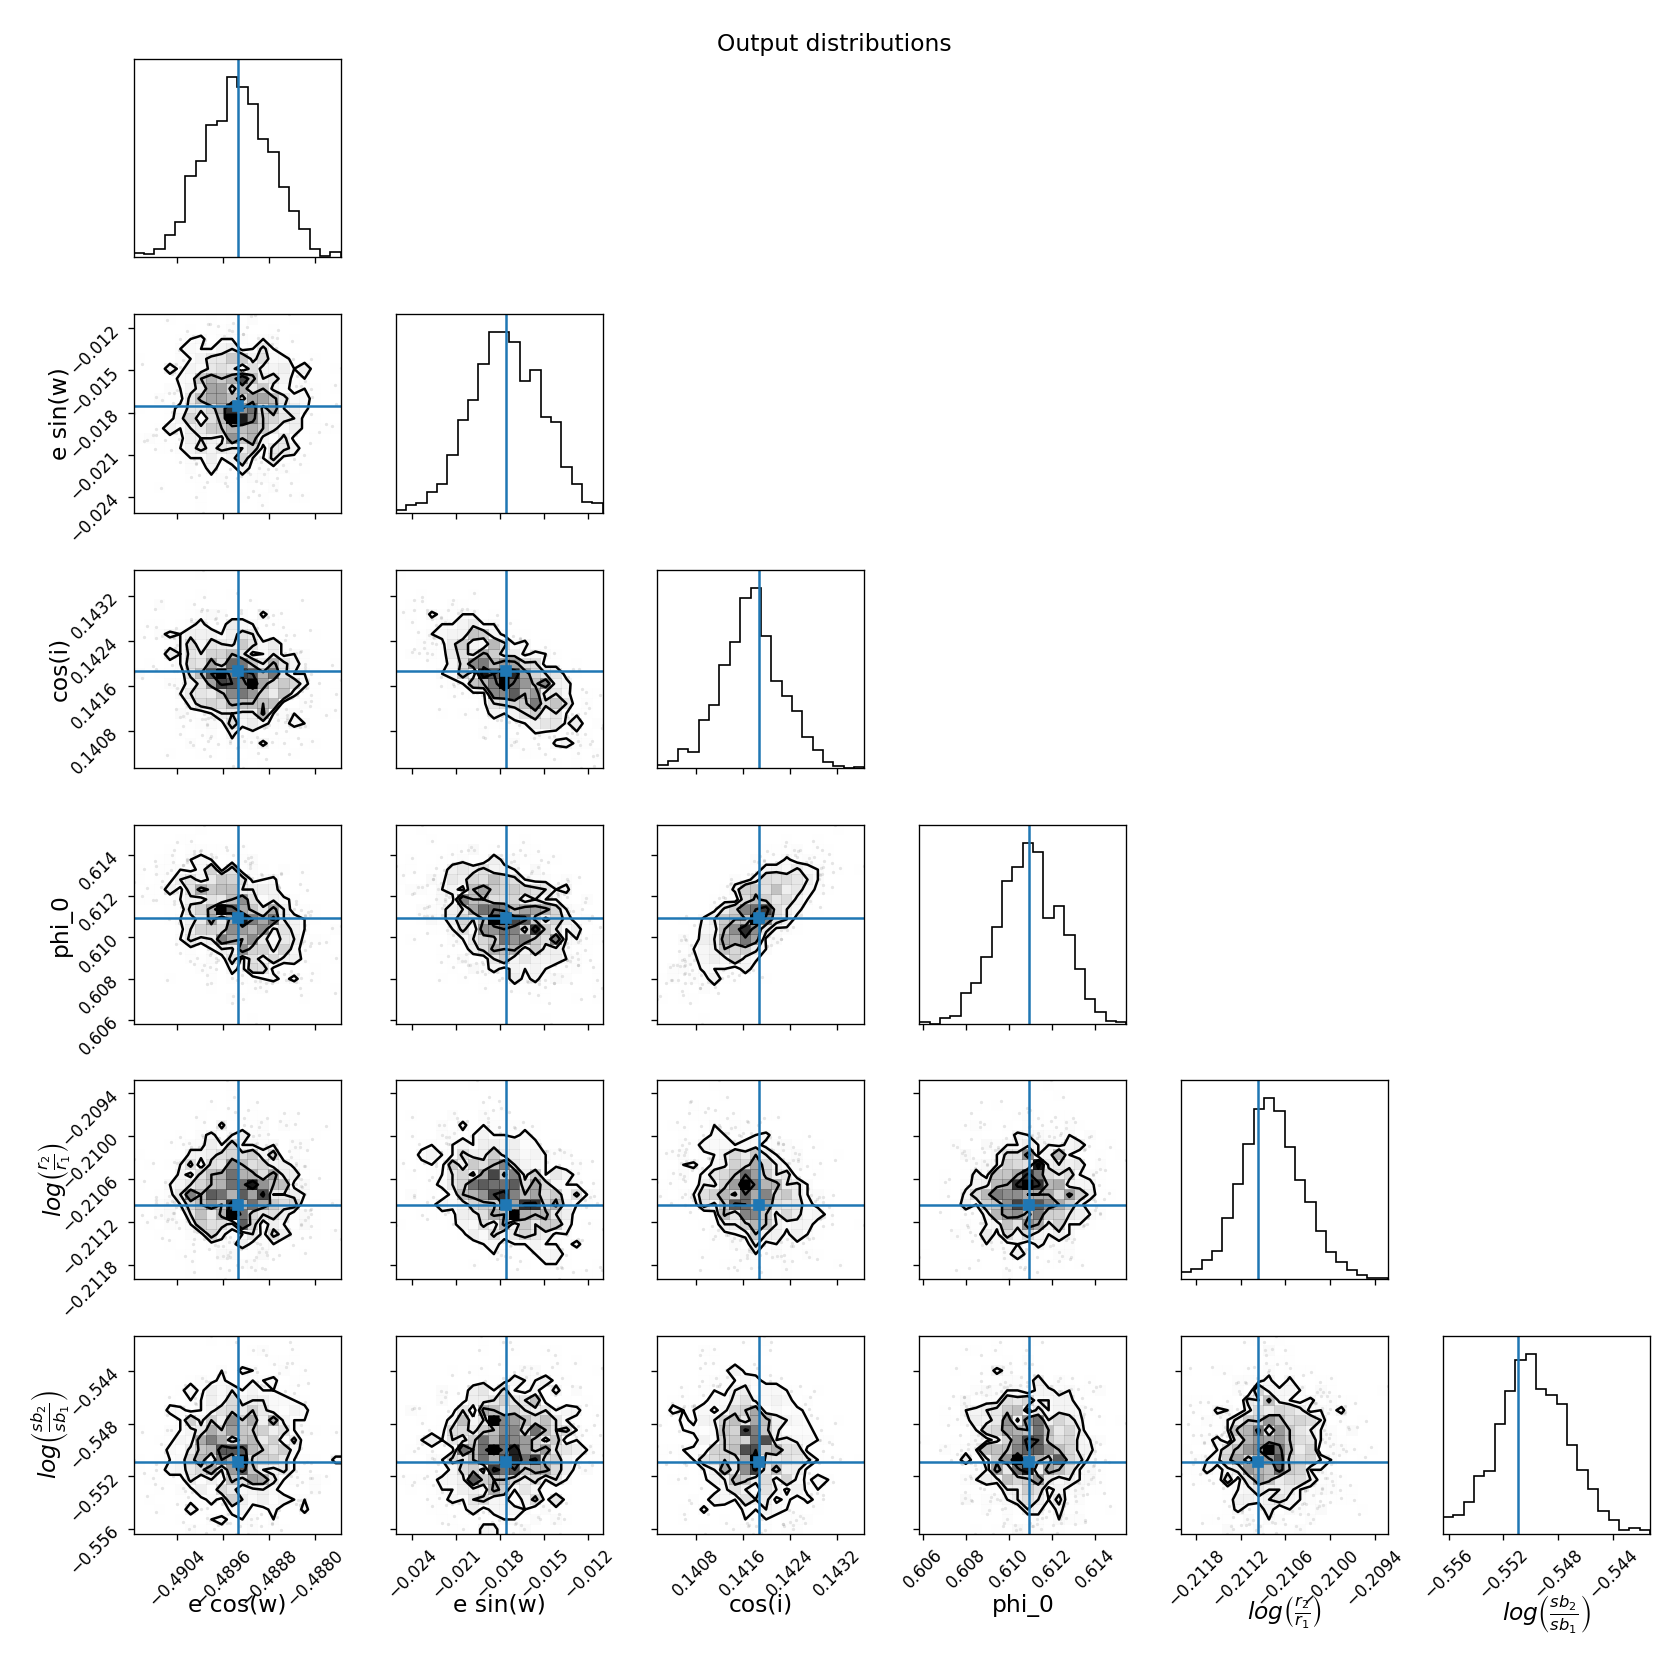 Output distributions
e sin(w)
−0.012
−0.015
−0.018
−0.021
−0.024
cos(i)
0.1432
0.1424
0.1416
0.1408
phi_0
0.614
0.612
0.610
0.608
0.606
log(r₂/r₁)
−0.2094
−0.2100
−0.2106
−0.2112
−0.2118
log(sb₂/sb₁)
−0.544
−0.548
−0.552
−0.556
−0.4904 −0.4896 −0.4888 −0.4880
−0.024 −0.021 −0.018 −0.015 −0.012
0.1408 0.1416 0.1424 0.1432
0.606 0.608 0.610 0.612 0.614
−0.2118 −0.2112 −0.2106 −0.2100 −0.2094
−0.556 −0.552 −0.548 −0.544
e cos(w)
e sin(w)
cos(i)
phi_0
log(r₂/r₁)
log(sb₂/sb₁)